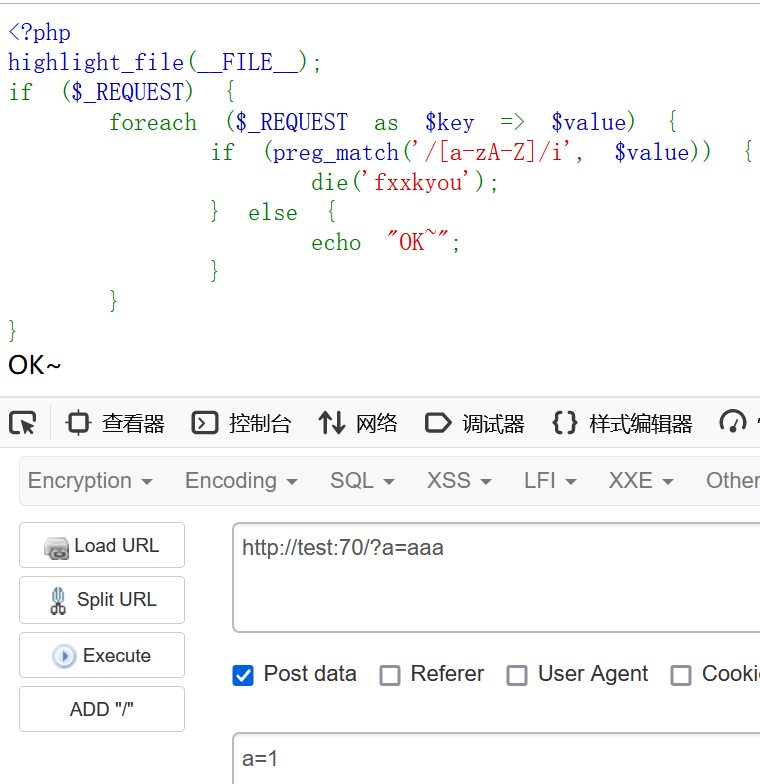 <?php
highlight_file(__FILE__);
if ($_REQUEST) {
foreach ($_REQUEST as $key => $value) {
if (preg_match('/[a-zA-Z]/i', $value)) {
die('fxxkyou');
} else {
echo "OK~";
}
}
}
OK~
查看器 控制台 网络 调试器 {} 样式编辑器
Encryption Encoding SQL XSS LFI XXE Other
Load URL
http://test:70/?a=aaa
Split URL
Execute
Post data Referer User Agent Cooki
ADD "/"
a=1